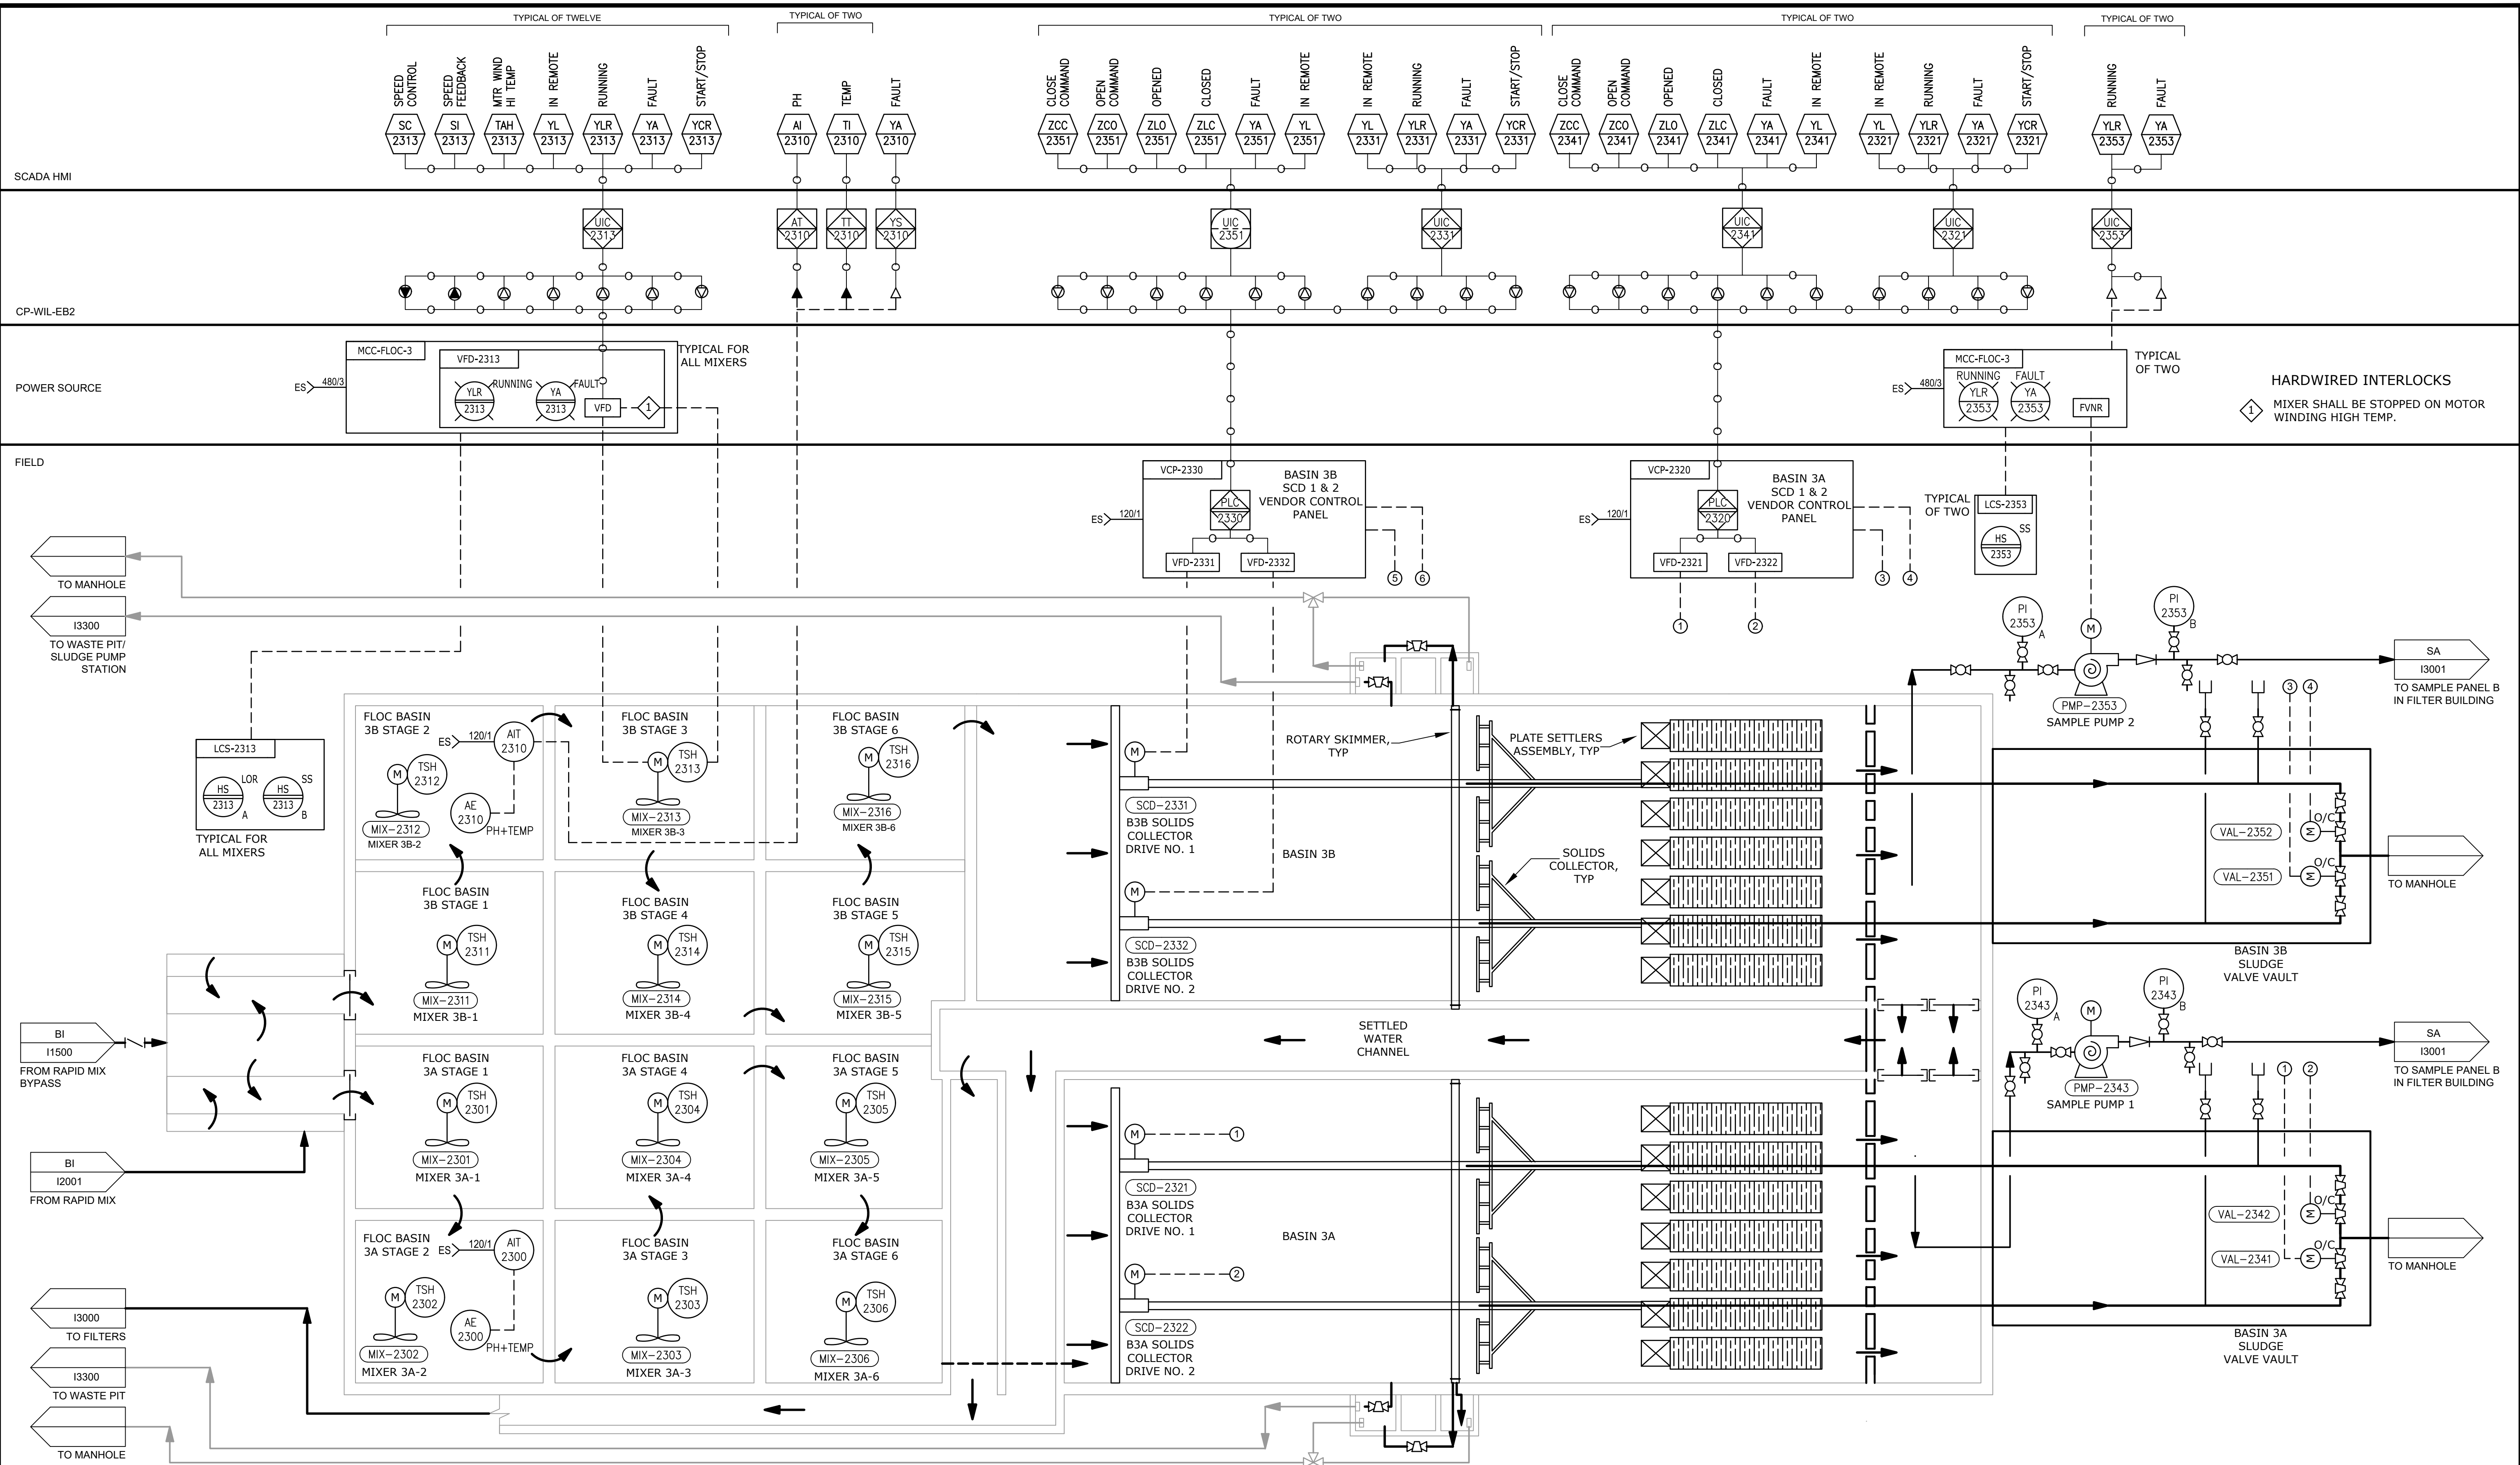 TYPICAL OF TWELVE
TYPICAL OF TWO
TYPICAL OF TWO
TYPICAL OF TWO
TYPICAL OF TWO
SPEED
CONTROL
SPEED
FEEDBACK
MTR WIND
HI TEMP
IN REMOTE
RUNNING
FAULT
START/STOP
PH
TEMP
FAULT
CLOSE
COMMAND
OPEN
COMMAND
OPENED
CLOSED
FAULT
IN REMOTE
IN REMOTE
RUNNING
FAULT
START/STOP
CLOSE
COMMAND
OPEN
COMMAND
OPENED
CLOSED
FAULT
IN REMOTE
IN REMOTE
RUNNING
FAULT
START/STOP
RUNNING
FAULT
SC
2313
SI
2313
TAH
2313
YL
2313
YLR
2313
YA
2313
YCR
2313
AI
2310
TI
2310
YA
2310
ZCC
2351
ZCO
2351
ZLO
2351
ZLC
2351
YA
2351
YL
2351
YL
2331
YLR
2331
YA
2331
YCR
2331
ZCC
2341
ZCO
2341
ZLO
2341
ZLC
2341
YA
2341
YL
2341
YL
2321
YLR
2321
YA
2321
YCR
2321
YLR
2353
YA
2353
SCADA HMI
UIC
2313
AT
2310
TT
2310
YS
2310
UIC
2351
UIC
2331
UIC
2341
UIC
2321
UIC
2353
CP-WIL-EB2
POWER SOURCE
ES 480/3
MCC-FLOC-3
VFD-2313
YLR
2313
RUNNING
YA
2313
FAULT
VFD
1
TYPICAL FOR
ALL MIXERS
ES 480/3
MCC-FLOC-3
RUNNING
YLR
2353
FAULT
YA
2353
FVNR
TYPICAL
OF TWO
HARDWIRED INTERLOCKS
1 MIXER SHALL BE STOPPED ON MOTOR
WINDING HIGH TEMP.
FIELD
ES 120/1
VCP-2330
BASIN 3B
SCD 1 & 2
VENDOR CONTROL
PANEL
PLC
2330
VFD-2331
VFD-2332
5
6
ES 120/1
VCP-2320
BASIN 3A
SCD 1 & 2
VENDOR CONTROL
PANEL
PLC
2320
VFD-2321
VFD-2322
3
4
1
2
TYPICAL
OF TWO
LCS-2353
HS
2353
SS
TO MANHOLE
I3300
TO WASTE PIT/
SLUDGE PUMP
STATION
LCS-2313
HS
2313
LOR
A
HS
2313
SS
B
TYPICAL FOR
ALL MIXERS
FLOC BASIN
3B STAGE 2
ES 120/1
AIT
2310
M
TSH
2312
AE
2310
PH+TEMP
MIX-2312
MIXER 3B-2
FLOC BASIN
3B STAGE 3
M
TSH
2313
MIX-2313
MIXER 3B-3
FLOC BASIN
3B STAGE 6
M
TSH
2316
MIX-2316
MIXER 3B-6
FLOC BASIN
3B STAGE 1
M
TSH
2311
MIX-2311
MIXER 3B-1
FLOC BASIN
3B STAGE 4
M
TSH
2314
MIX-2314
MIXER 3B-4
FLOC BASIN
3B STAGE 5
M
TSH
2315
MIX-2315
MIXER 3B-5
FLOC BASIN
3A STAGE 1
M
TSH
2301
MIX-2301
MIXER 3A-1
FLOC BASIN
3A STAGE 4
M
TSH
2304
MIX-2304
MIXER 3A-4
FLOC BASIN
3A STAGE 5
M
TSH
2305
MIX-2305
MIXER 3A-5
FLOC BASIN
3A STAGE 2
ES 120/1
AIT
2300
M
TSH
2302
AE
2300
PH+TEMP
MIX-2302
MIXER 3A-2
FLOC BASIN
3A STAGE 3
M
TSH
2303
MIX-2303
MIXER 3A-3
FLOC BASIN
3A STAGE 6
M
TSH
2306
MIX-2306
MIXER 3A-6
BI
I1500
FROM RAPID MIX
BYPASS
BI
I2001
FROM RAPID MIX
I3000
TO FILTERS
I3300
TO WASTE PIT
TO MANHOLE
M
SCD-2331
B3B SOLIDS
COLLECTOR
DRIVE NO. 1
M
SCD-2332
B3B SOLIDS
COLLECTOR
DRIVE NO. 2
BASIN 3B
ROTARY SKIMMER,
TYP
PLATE SETTLERS
ASSEMBLY, TYP
SOLIDS
COLLECTOR,
TYP
SETTLED
WATER
CHANNEL
M
1
SCD-2321
B3A SOLIDS
COLLECTOR
DRIVE NO. 1
M
2
SCD-2322
B3A SOLIDS
COLLECTOR
DRIVE NO. 2
BASIN 3A
PI
2353
A
M
PI
2353
B
PMP-2353
SAMPLE PUMP 2
SA
I3001
TO SAMPLE PANEL B
IN FILTER BUILDING
3
4
VAL-2352
M
O/C
VAL-2351
M
O/C
TO MANHOLE
BASIN 3B
SLUDGE
VALVE VAULT
PI
2343
A
M
PI
2343
B
PMP-2343
SAMPLE PUMP 1
SA
I3001
TO SAMPLE PANEL B
IN FILTER BUILDING
1
2
VAL-2342
M
O/C
VAL-2341
M
O/C
TO MANHOLE
BASIN 3A
SLUDGE
VALVE VAULT